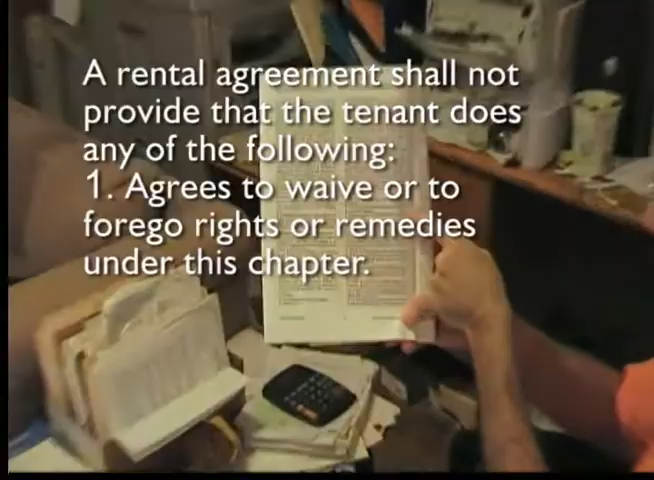 A rental agreement shall not
provide that the tenant does
any of the following:
1. Agrees to waive or to
forego rights or remedies
under this chapter.